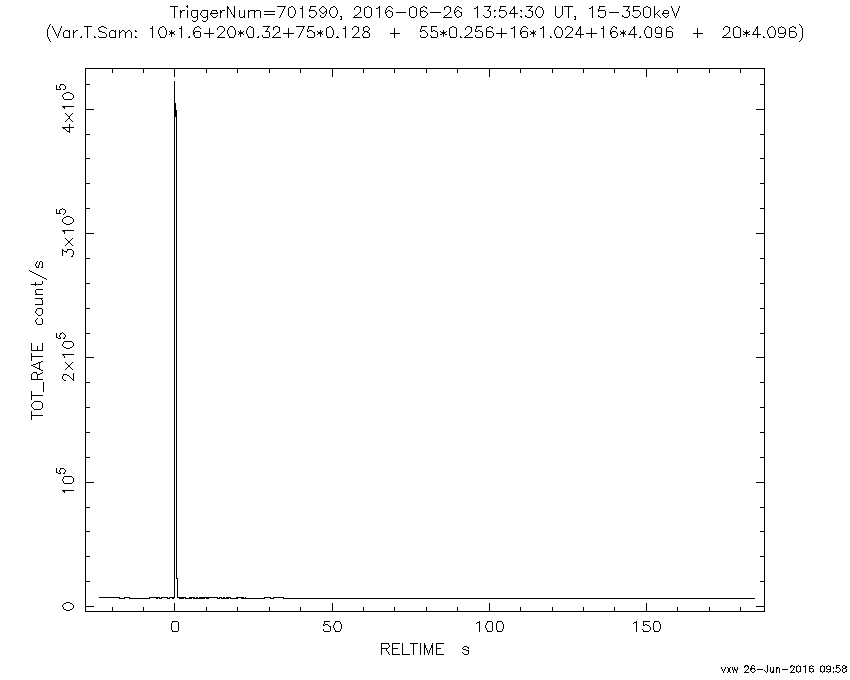 TriggerNum=701590, 2016-06-26 13:54:30 UT, 15-350keV
(Var.T.Sam: 10*1.6+20*0.32+75*0.128 + 55*0.256+16*1.024+16*4.096 + 20*4.096)
4×10⁵
3×10⁵
2×10⁵
10⁵
0
TOT_RATE count/s
0 50 100 150
RELTIME s
vxw 26-Jun-2016 09:58